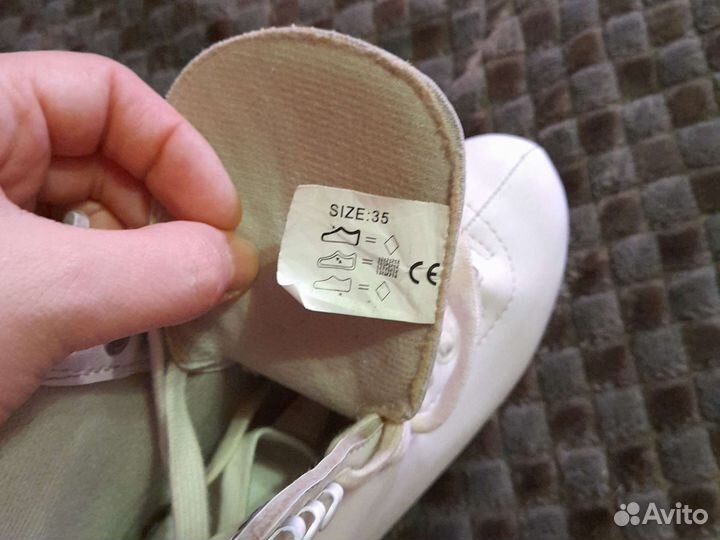 SIZE:35
=
=
CE
=
Avito